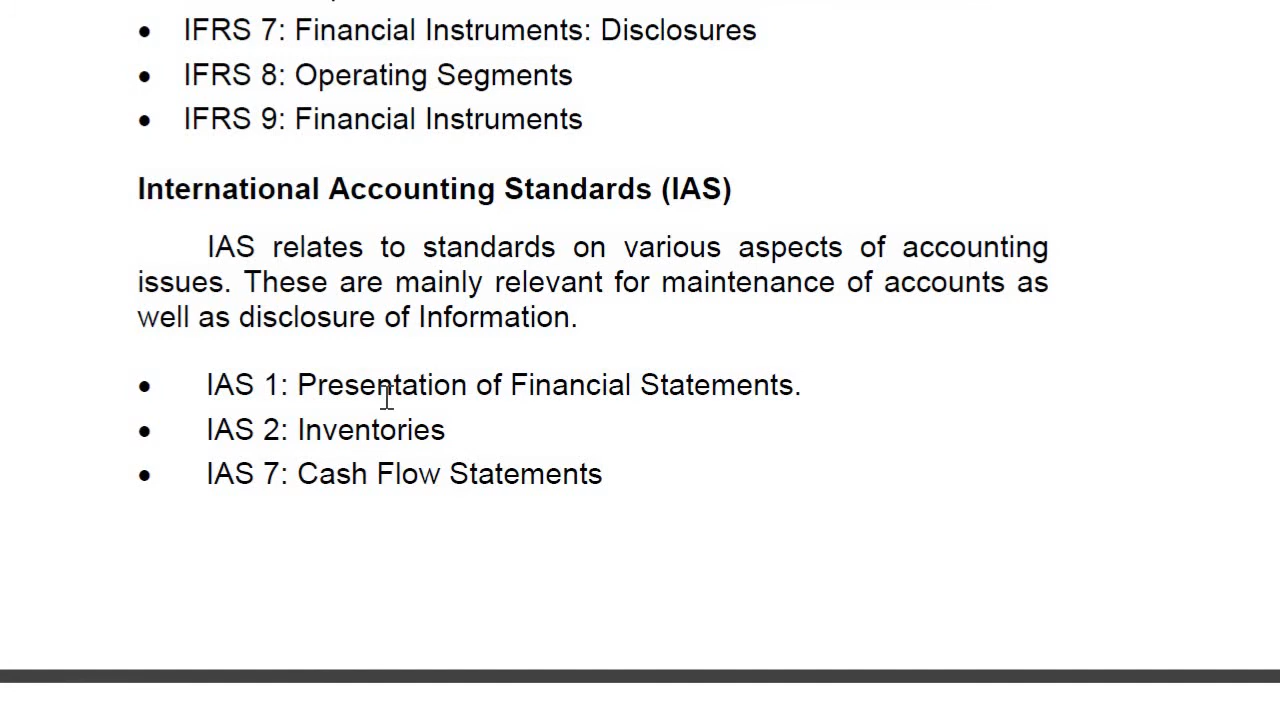 • IFRS 7: Financial Instruments: Disclosures
• IFRS 8: Operating Segments
• IFRS 9: Financial Instruments
International Accounting Standards (IAS)
IAS relates to standards on various aspects of accounting
issues. These are mainly relevant for maintenance of accounts as
well as disclosure of Information.
• IAS 1: Presentation of Financial Statements.
• IAS 2: Inventories
• IAS 7: Cash Flow Statements